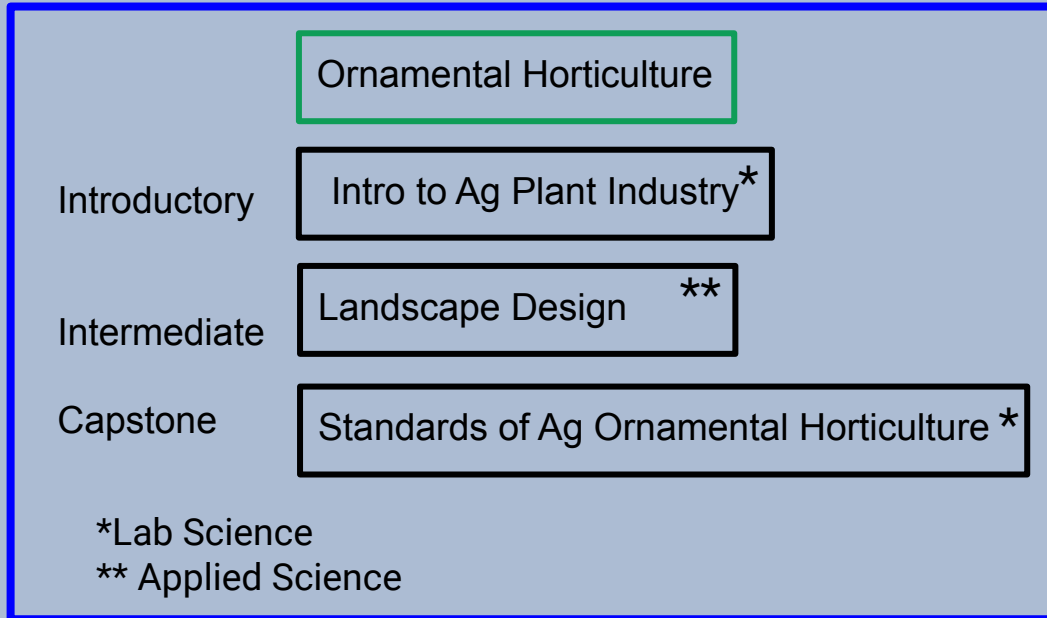 Ornamental Horticulture
Introductory
Intro to Ag Plant Industry*
Intermediate
Landscape Design **
Capstone
Standards of Ag Ornamental Horticulture *
*Lab Science
** Applied Science